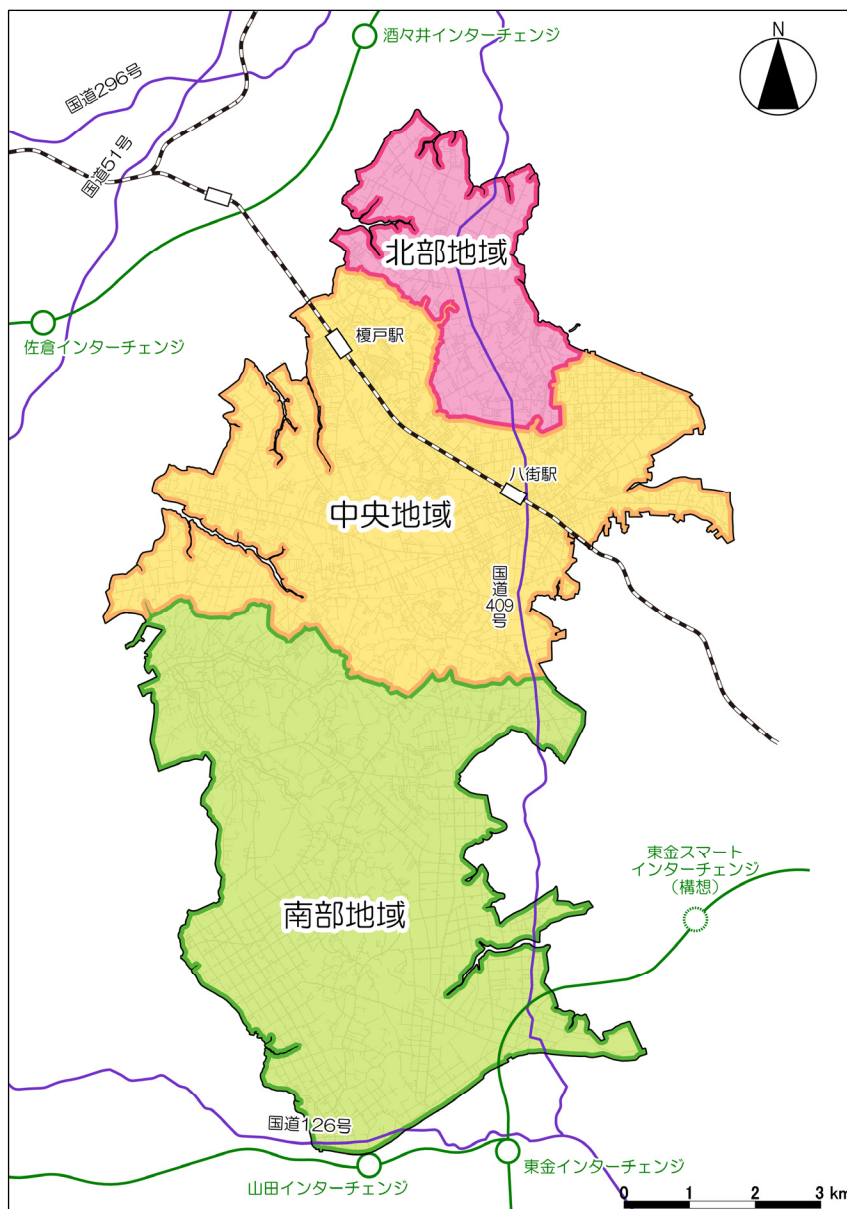 酒々井インターチェンジ
N
国道296号
国道51号
北部地域
榎戸駅
佐倉インターチェンジ
八街駅
中央地域
国道
409
号
東金スマート
インターチェンジ
（構想）
南部地域
国道126号
東金インターチェンジ
山田インターチェンジ
0 1 2 3 km